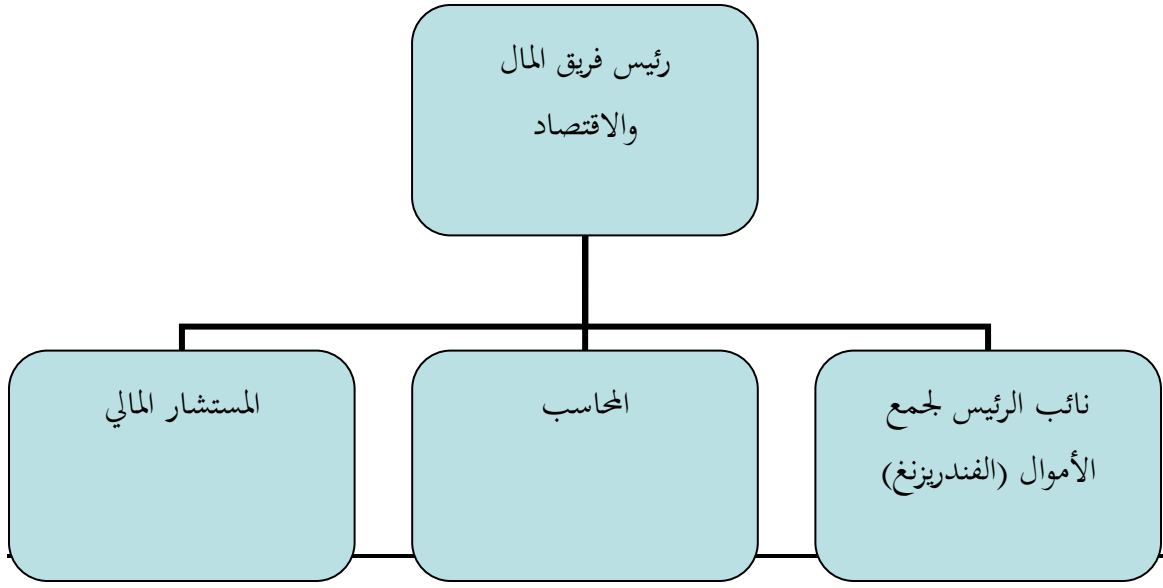 رئيس فريق المال
والاقتصاد
نائب الرئيس لجمع
الأموال (الفندريزنغ)
المحاسب
المستشار المالي